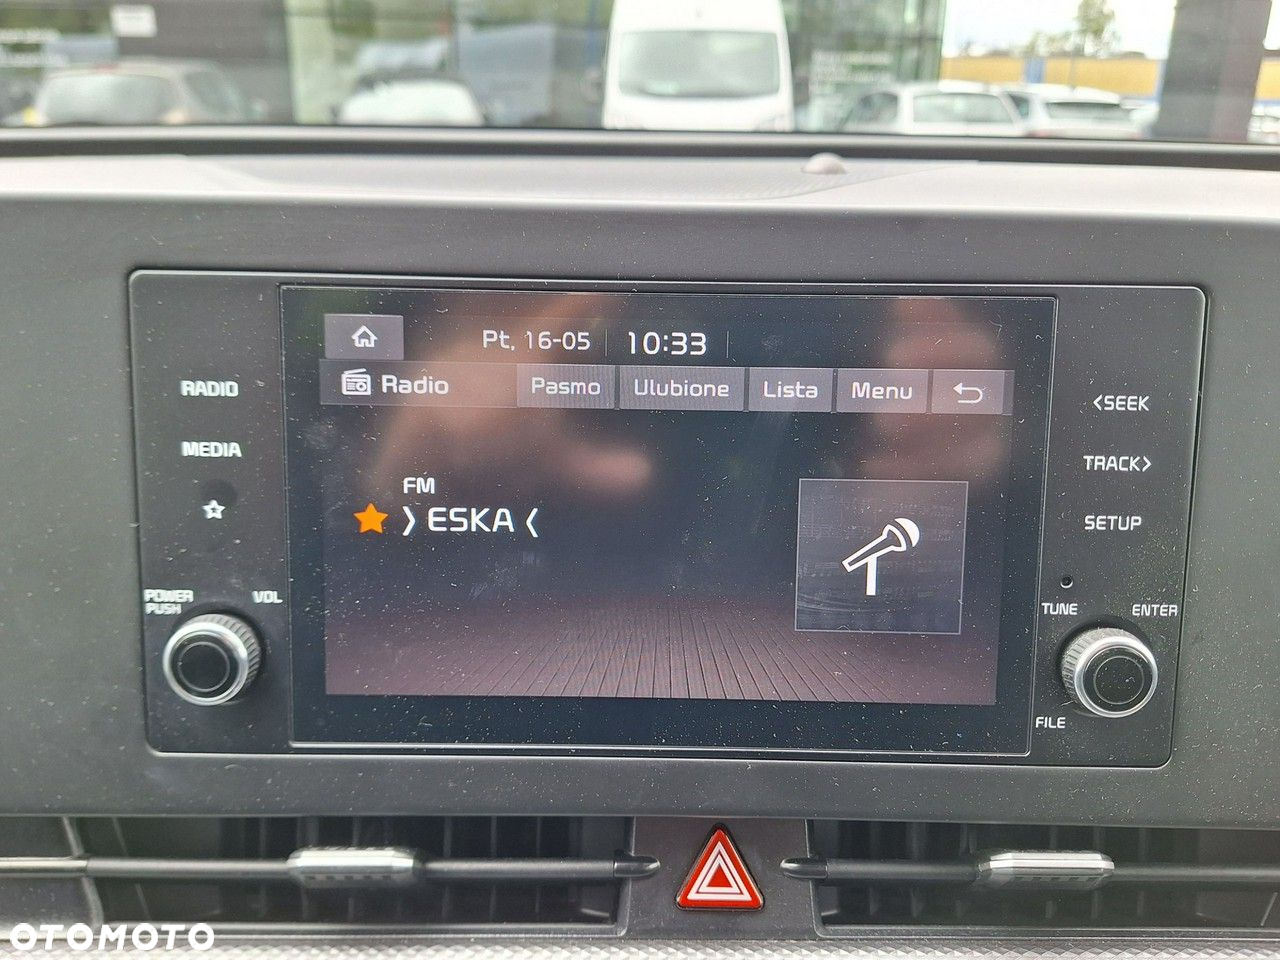 Pt, 16-05 10:33
Radio Pasmo Ulubione Lista Menu
RADIO
MEDIA
<SEEK
TRACK>
SETUP
FM
❭ ESKA ❬
POWER
PUSH
VOL
TUNE
ENTER
FILE
OTOMOTO